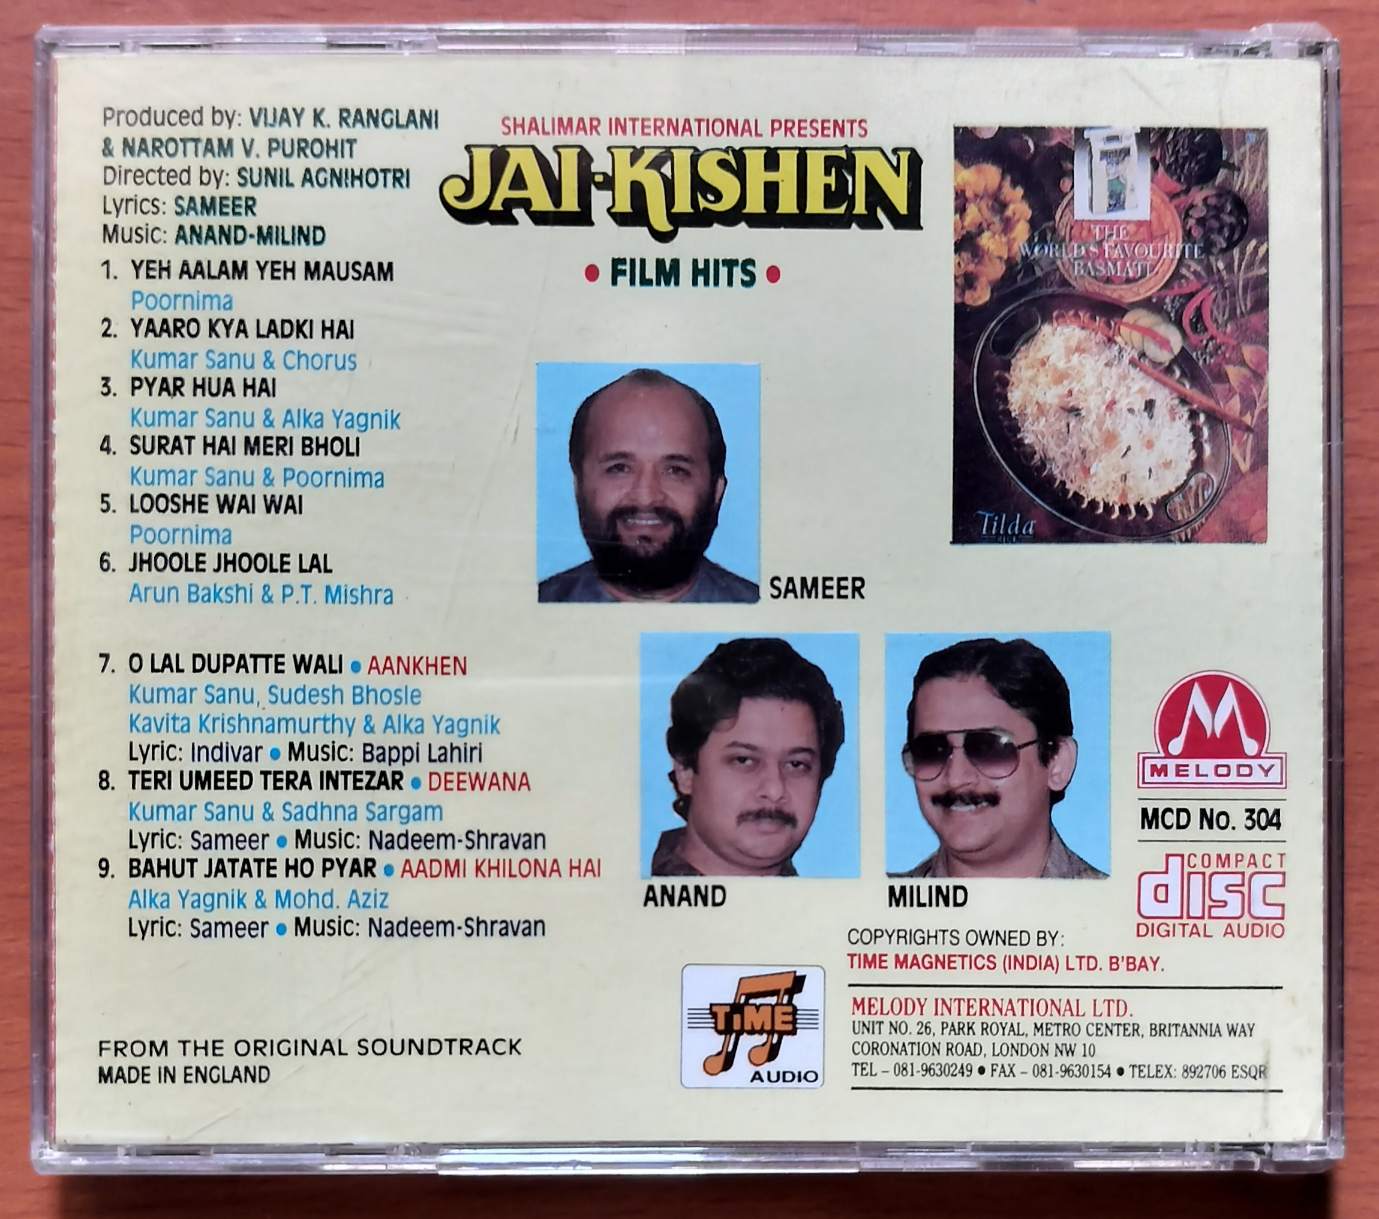 Produced by: VIJAY K. RANGLANI
& NAROTTAM V. PUROHIT
Directed by: SUNIL AGNIHOTRI
Lyrics: SAMEER
Music: ANAND-MILIND
1. YEH AALAM YEH MAUSAM
Poornima
2. YAARO KYA LADKI HAI
Kumar Sanu & Chorus
3. PYAR HUA HAI
Kumar Sanu & Alka Yagnik
4. SURAT HAI MERI BHOLI
Kumar Sanu & Poornima
5. LOOSHE WAI WAI
Poornima
6. JHOOLE JHOOLE LAL
Arun Bakshi & P.T. Mishra
7. O LAL DUPATTE WALI • AANKHEN
Kumar Sanu, Sudesh Bhosle
Kavita Krishnamurthy & Alka Yagnik
Lyric: Indivar • Music: Bappi Lahiri
8. TERI UMEED TERA INTEZAR • DEEWANA
Kumar Sanu & Sadhna Sargam
Lyric: Sameer • Music: Nadeem-Shravan
9. BAHUT JATATE HO PYAR • AADMI KHILONA HAI
Alka Yagnik & Mohd. Aziz
Lyric: Sameer • Music: Nadeem-Shravan
FROM THE ORIGINAL SOUNDTRACK
MADE IN ENGLAND
SHALIMAR INTERNATIONAL PRESENTS
JAI-KISHEN
• FILM HITS •
SAMEER
ANAND
MILIND
THE
WORLD'S FAVOURITE
BASMATI
Tilda
MELODY
MCD No. 304
COMPACT
disc
DIGITAL AUDIO
COPYRIGHTS OWNED BY:
TIME MAGNETICS (INDIA) LTD. B'BAY.
TiME
AUDIO
MELODY INTERNATIONAL LTD.
UNIT NO. 26, PARK ROYAL, METRO CENTER, BRITANNIA WAY
CORONATION ROAD, LONDON NW 10
TEL – 081-9630249 • FAX – 081-9630154 • TELEX: 892706 ESQR